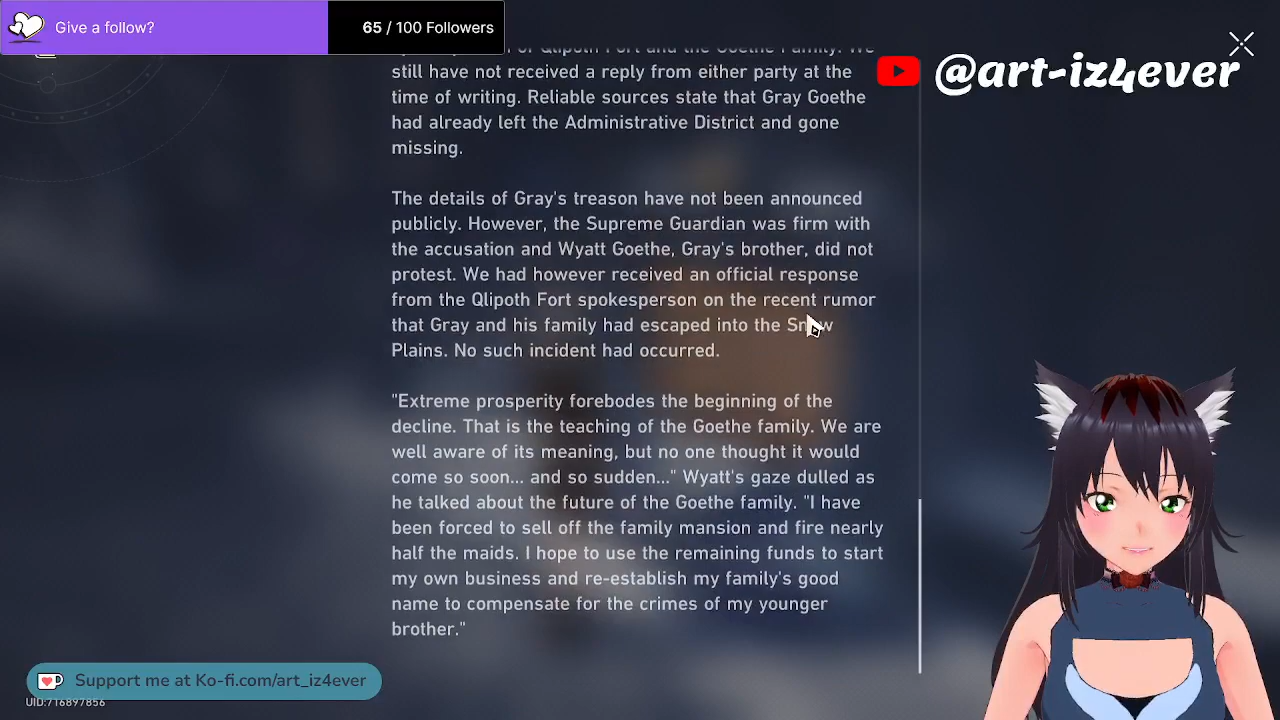 Give a follow?
65 / 100 Followers
of Qlipoth Fort and the Goethe Family. We
still have not received a reply from either party at the
time of writing. Reliable sources state that Gray Goethe
had already left the Administrative District and gone
missing.
@art-iz4ever
The details of Gray's treason have not been announced
publicly. However, the Supreme Guardian was firm with
the accusation and Wyatt Goethe, Gray's brother, did not
protest. We had however received an official response
from the Qlipoth Fort spokesperson on the recent rumor
that Gray and his family had escaped into the Snow
Plains. No such incident had occurred.
"Extreme prosperity forebodes the beginning of the
decline. That is the teaching of the Goethe family. We are
well aware of its meaning, but no one thought it would
come so soon... and so sudden..." Wyatt's gaze dulled as
he talked about the future of the Goethe family. "I have
been forced to sell off the family mansion and fire nearly
half the maids. I hope to use the remaining funds to start
my own business and re-establish my family's good
name to compensate for the crimes of my younger
brother."
Support me at Ko-fi.com/art_iz4ever
UID:716897856